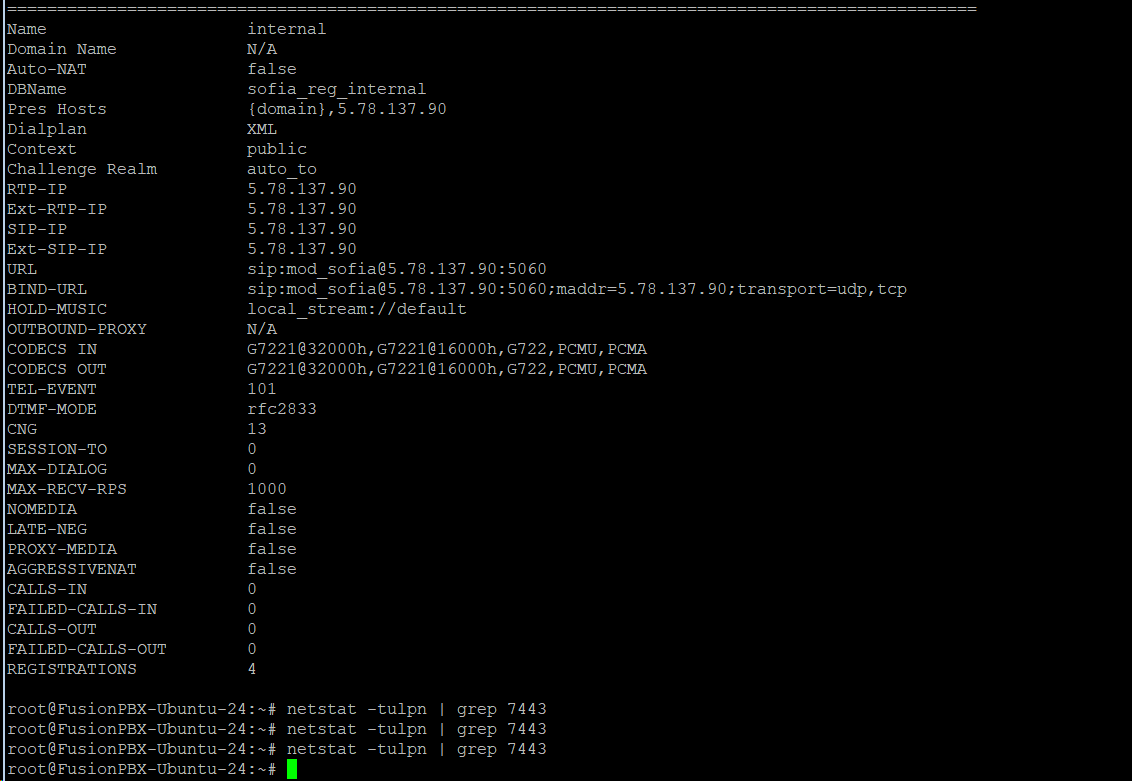 =================================================================================================
Name                    internal
Domain Name             N/A
Auto-NAT                false
DBName                  sofia_reg_internal
Pres Hosts              {domain},5.78.137.90
Dialplan                XML
Context                 public
Challenge Realm         auto_to
RTP-IP                  5.78.137.90
Ext-RTP-IP              5.78.137.90
SIP-IP                  5.78.137.90
Ext-SIP-IP              5.78.137.90
URL                     sip:mod_sofia@5.78.137.90:5060
BIND-URL                sip:mod_sofia@5.78.137.90:5060;maddr=5.78.137.90;transport=udp,tcp
HOLD-MUSIC              local_stream://default
OUTBOUND-PROXY          N/A
CODECS IN               G7221@32000h,G7221@16000h,G722,PCMU,PCMA
CODECS OUT              G7221@32000h,G7221@16000h,G722,PCMU,PCMA
TEL-EVENT               101
DTMF-MODE               rfc2833
CNG                     13
SESSION-TO              0
MAX-DIALOG              0
MAX-RECV-RPS            1000
NOMEDIA                 false
LATE-NEG                false
PROXY-MEDIA             false
AGGRESSIVENAT           false
CALLS-IN                0
FAILED-CALLS-IN         0
CALLS-OUT               0
FAILED-CALLS-OUT        0
REGISTRATIONS           4
root@FusionPBX-Ubuntu-24:~# netstat -tulpn | grep 7443
root@FusionPBX-Ubuntu-24:~# netstat -tulpn | grep 7443
root@FusionPBX-Ubuntu-24:~# netstat -tulpn | grep 7443
root@FusionPBX-Ubuntu-24:~#